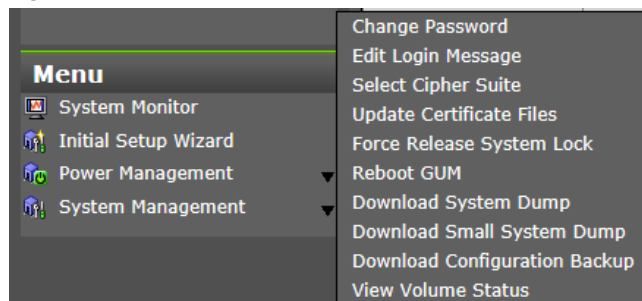 Menu
System Monitor
Initial Setup Wizard
Power Management
System Management
Change Password
Edit Login Message
Select Cipher Suite
Update Certificate Files
Force Release System Lock
Reboot GUM
Download System Dump
Download Small System Dump
Download Configuration Backup
View Volume Status